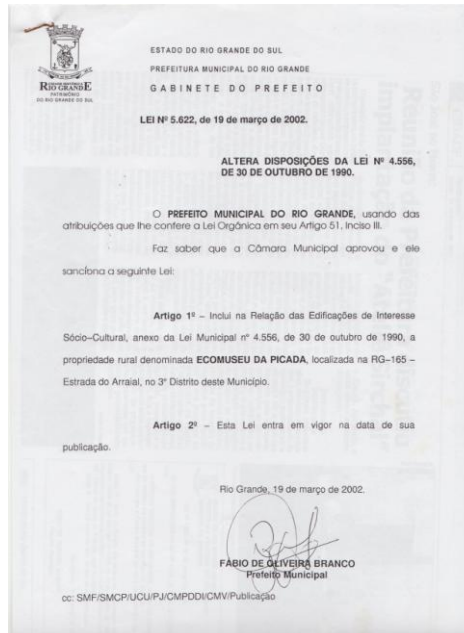 RIO GRANDE
PATRIMÔNIO
DO RIO GRANDE DO SUL
ESTADO DO RIO GRANDE DO SUL
PREFEITURA MUNICIPAL DO RIO GRANDE
GABINETE DO PREFEITO
LEI Nº 5.622, de 19 de março de 2002.
ALTERA DISPOSIÇÕES DA LEI Nº 4.556,
DE 30 DE OUTUBRO DE 1990.
O PREFEITO MUNICIPAL DO RIO GRANDE, usando das
atribuições que lhe confere a Lei Orgânica em seu Artigo 51, Inciso III.
Faz saber que a Câmara Municipal aprovou e ele
sanciona a seguinte Lei:
Artigo 1º – Inclui na Relação das Edificações de Interesse
Sócio–Cultural, anexo da Lei Municipal nº 4.556, de 30 de outubro de 1990, a
propriedade rural denominada ECOMUSEU DA PICADA, localizada na RG–165 –
Estrada do Arraial, no 3º Distrito deste Município.
Artigo 2º – Esta Lei entra em vigor na data de sua
publicação.
Rio Grande, 19 de março de 2002.
FÁBIO DE OLIVEIRA BRANCO
Prefeito Municipal
cc: SMF/SMCP/UCU/PJ/CMPDDI/CMV/Publicação